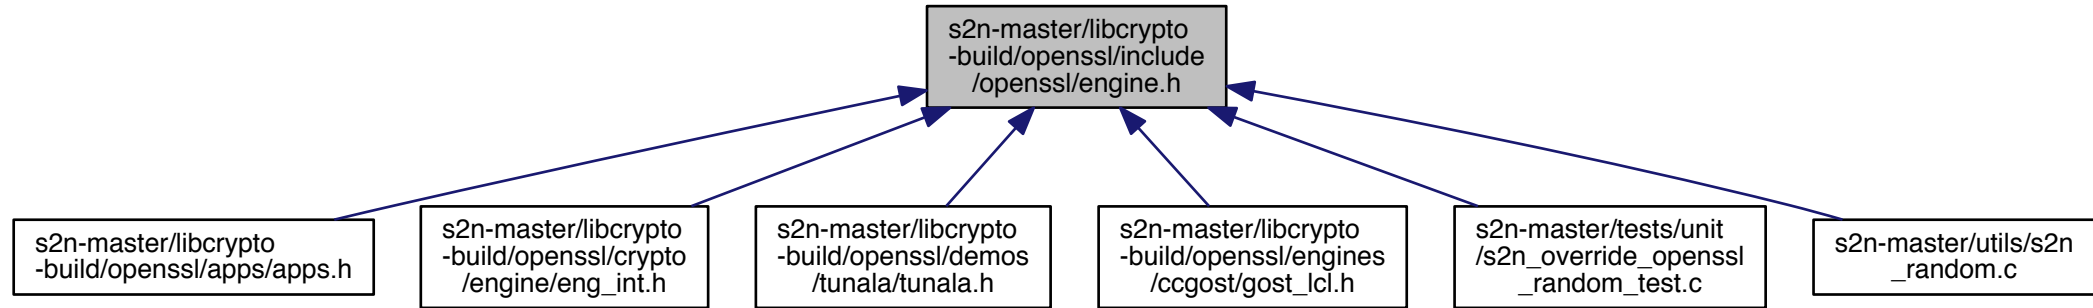 s2n-master/libcrypto
-build/openssl/include
/openssl/engine.h
s2n-master/libcrypto
-build/openssl/apps/apps.h
s2n-master/libcrypto
-build/openssl/crypto
/engine/eng_int.h
s2n-master/libcrypto
-build/openssl/demos
/tunala/tunala.h
s2n-master/libcrypto
-build/openssl/engines
/ccgost/gost_lcl.h
s2n-master/tests/unit
/s2n_override_openssl
_random_test.c
s2n-master/utils/s2n
_random.c